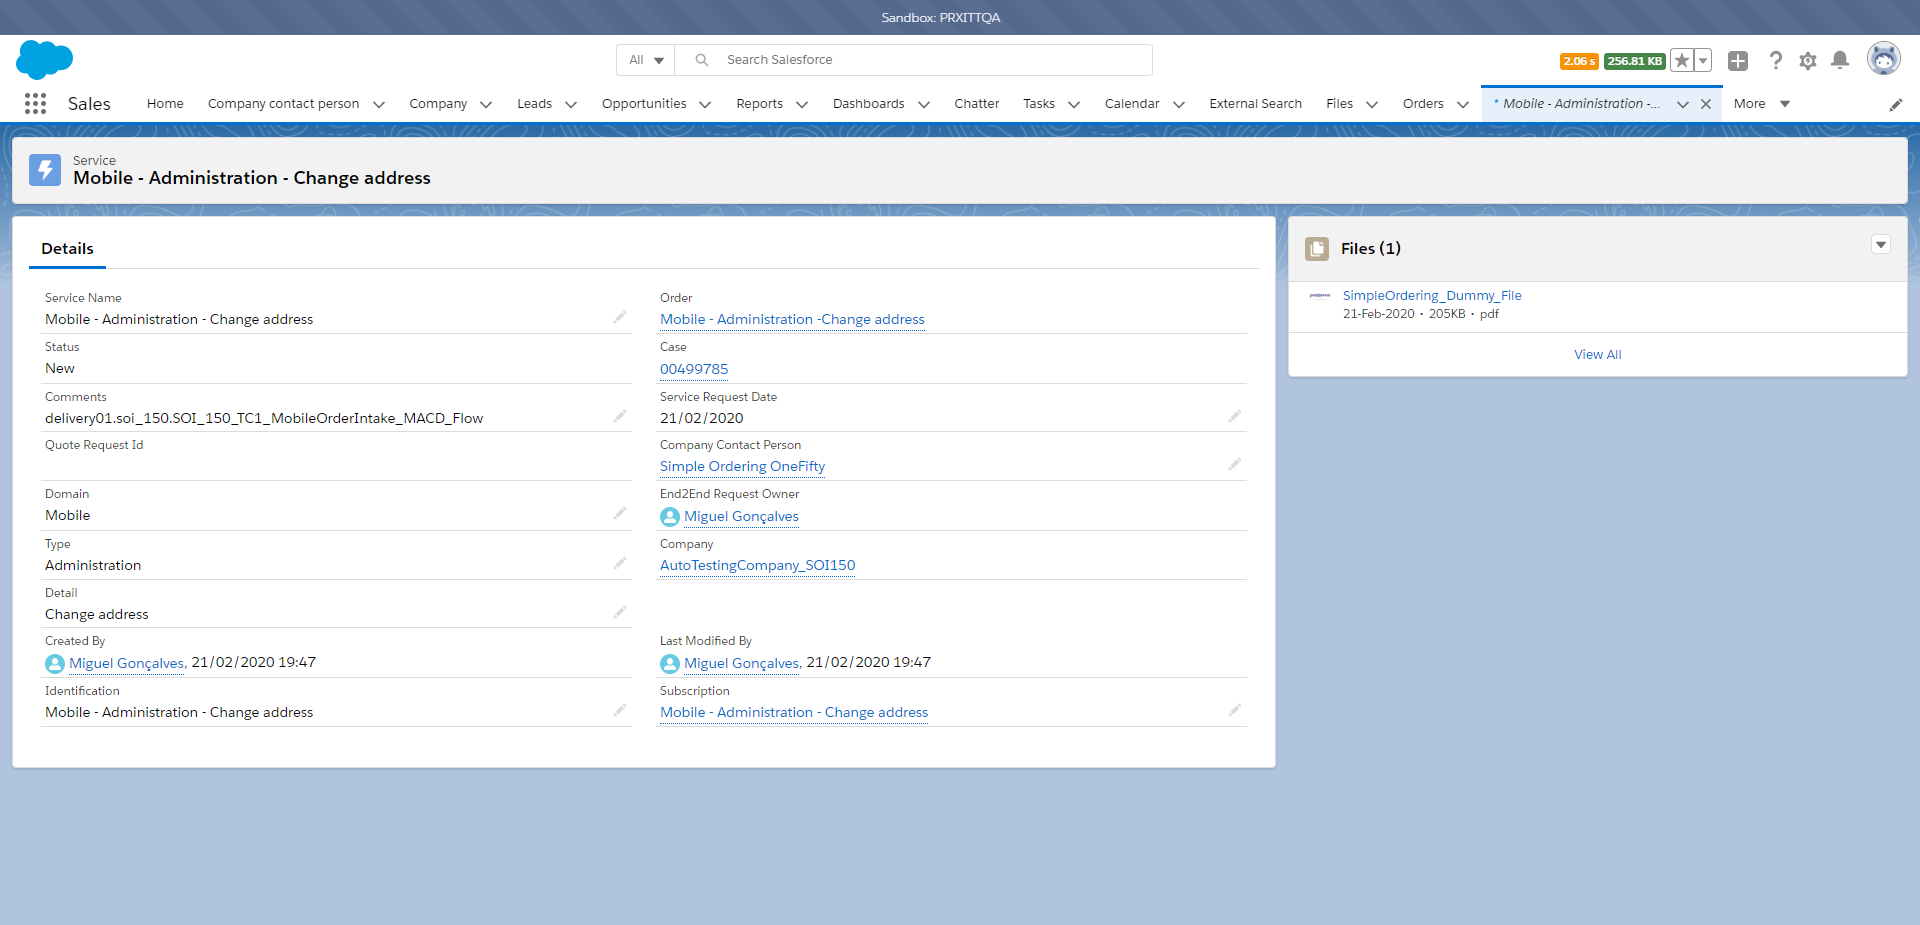 Sandbox: PRXITTQA
All
Search Salesforce
2.06 s
256.81 KB
Sales
Home
Company contact person
Company
Leads
Opportunities
Reports
Dashboards
Chatter
Tasks
Calendar
External Search
Files
Orders
* Mobile - Administration -...
More
Service
Mobile - Administration - Change address
Details
Service Name
Mobile - Administration - Change address
Order
Mobile - Administration -Change address
Status
New
Case
00499785
Comments
delivery01.soi_150.SOI_150_TC1_MobileOrderIntake_MACD_Flow
Service Request Date
21/02/2020
Quote Request Id
Company Contact Person
Simple Ordering OneFifty
Domain
Mobile
End2End Request Owner
Miguel Gonçalves
Type
Administration
Company
AutoTestingCompany_SOI150
Detail
Change address
Created By
Miguel Gonçalves, 21/02/2020 19:47
Last Modified By
Miguel Gonçalves, 21/02/2020 19:47
Identification
Mobile - Administration - Change address
Subscription
Mobile - Administration - Change address
Files (1)
SimpleOrdering_Dummy_File
21-Feb-2020 • 205KB • pdf
View All